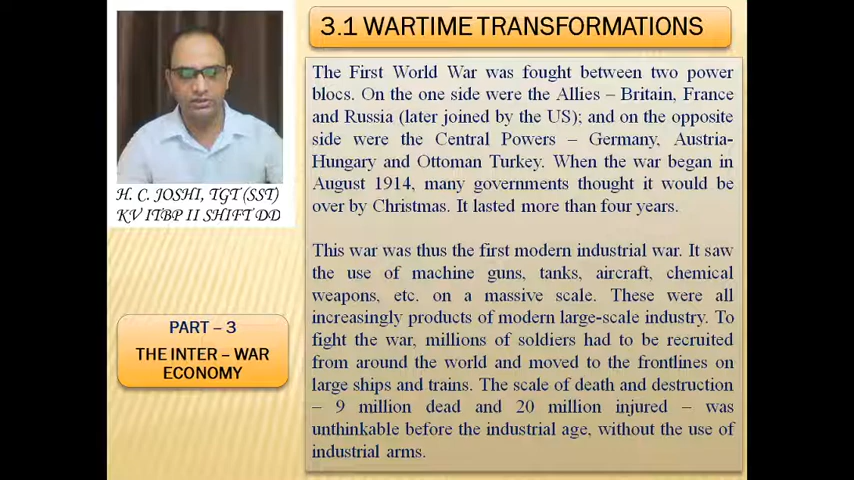 3.1 WARTIME TRANSFORMATIONS
The First World War was fought between two power
blocs. On the one side were the Allies – Britain, France
and Russia (later joined by the US); and on the opposite
side were the Central Powers – Germany, Austria-
Hungary and Ottoman Turkey. When the war began in
August 1914, many governments thought it would be
over by Christmas. It lasted more than four years.
This war was thus the first modern industrial war. It saw
the use of machine guns, tanks, aircraft, chemical
weapons, etc. on a massive scale. These were all
increasingly products of modern large-scale industry. To
fight the war, millions of soldiers had to be recruited
from around the world and moved to the frontlines on
large ships and trains. The scale of death and destruction
– 9 million dead and 20 million injured – was
unthinkable before the industrial age, without the use of
industrial arms.
H. C. JOSHI, TGT (SST)
KV ITBP II SHIFT DD
PART – 3
THE INTER – WAR
ECONOMY